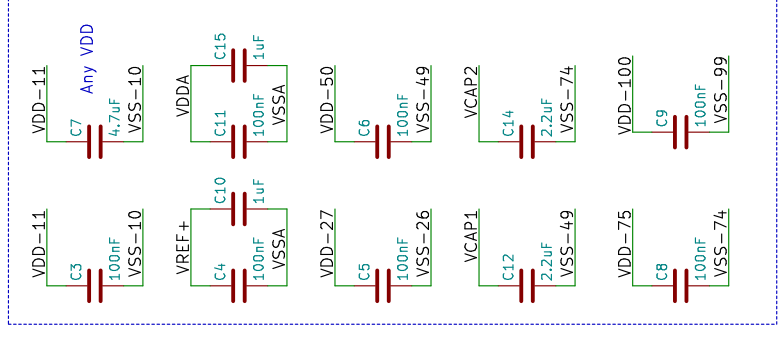 VDD-11
Any VDD
C7
4.7uF
VSS-10
C15
1uF
VDDA
C11
100nF
VSSA
VDD-50
C6
100nF
VSS-49
VCAP2
C14
2.2uF
VSS-74
VDD-100
C9
100nF
VSS-99
VDD-11
C3
100nF
VSS-10
C10
1uF
VREF+
C4
100nF
VSSA
VDD-27
C5
100nF
VSS-26
VCAP1
C12
2.2uF
VSS-49
VDD-75
C8
100nF
VSS-74